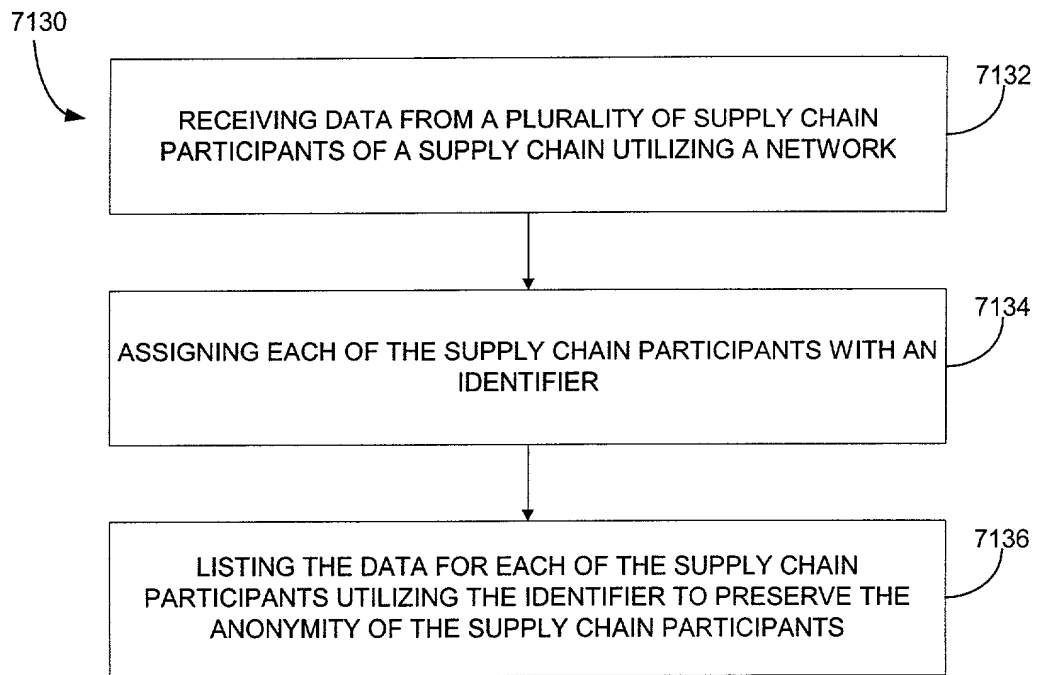 7130
7132
RECEIVING DATA FROM A PLURALITY OF SUPPLY CHAIN
PARTICIPANTS OF A SUPPLY CHAIN UTILIZING A NETWORK
7134
ASSIGNING EACH OF THE SUPPLY CHAIN PARTICIPANTS WITH AN
IDENTIFIER
7136
LISTING THE DATA FOR EACH OF THE SUPPLY CHAIN
PARTICIPANTS UTILIZING THE IDENTIFIER TO PRESERVE THE
ANONYMITY OF THE SUPPLY CHAIN PARTICIPANTS